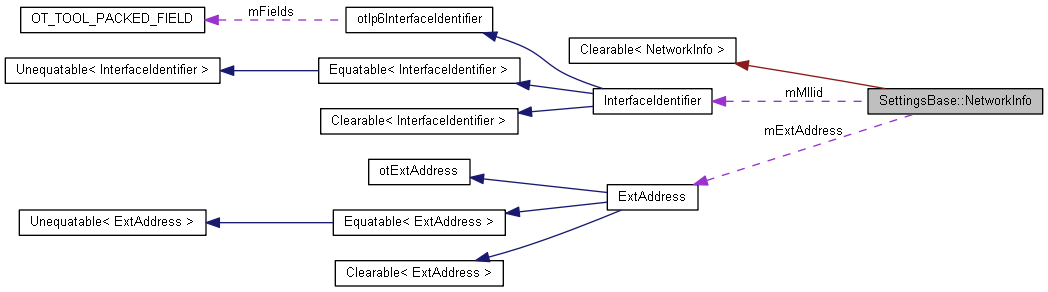 OT_TOOL_PACKED_FIELD
mFields
otIp6InterfaceIdentifier
Clearable< NetworkInfo >
Unequatable< InterfaceIdentifier >
Equatable< InterfaceIdentifier >
InterfaceIdentifier
mMlIid
SettingsBase::NetworkInfo
Clearable< InterfaceIdentifier >
mExtAddress
otExtAddress
ExtAddress
Unequatable< ExtAddress >
Equatable< ExtAddress >
Clearable< ExtAddress >